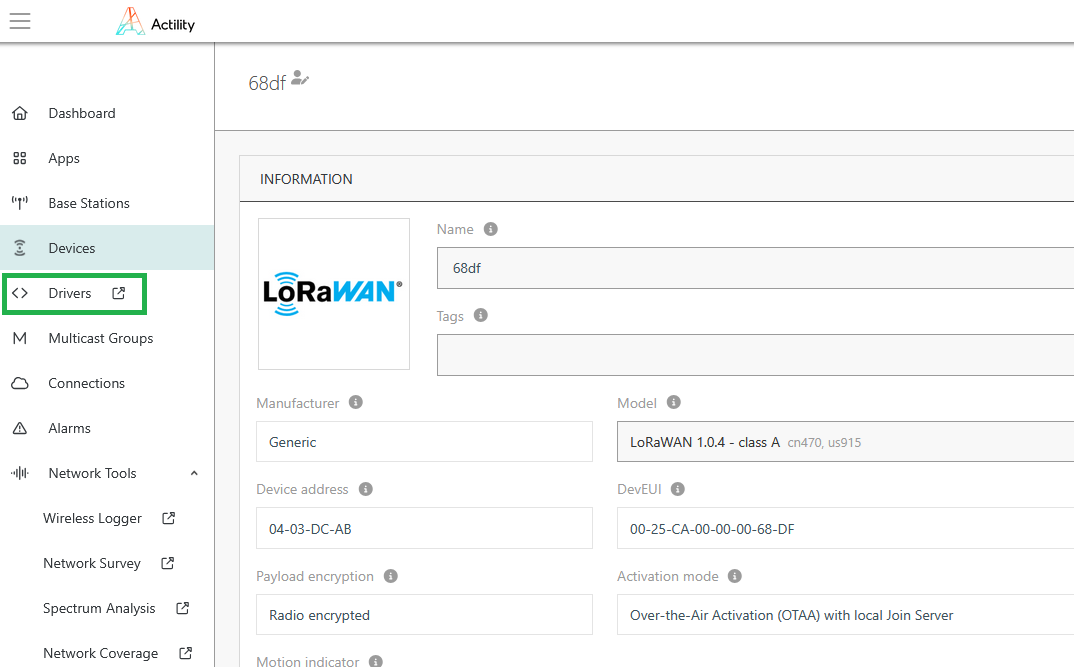 Actility
68df
Dashboard
Apps
Base Stations
Devices
Drivers
Multicast Groups
Connections
Alarms
Network Tools
Wireless Logger
Network Survey
Spectrum Analysis
Network Coverage
INFORMATION
LoRaWAN®
Name
68df
Tags
Manufacturer
Model
Generic
LoRaWAN 1.0.4 - class A cn470, us915
Device address
DevEUI
04-03-DC-AB
00-25-CA-00-00-00-68-DF
Payload encryption
Activation mode
Radio encrypted
Over-the-Air Activation (OTAA) with local Join Server
Motion indicator